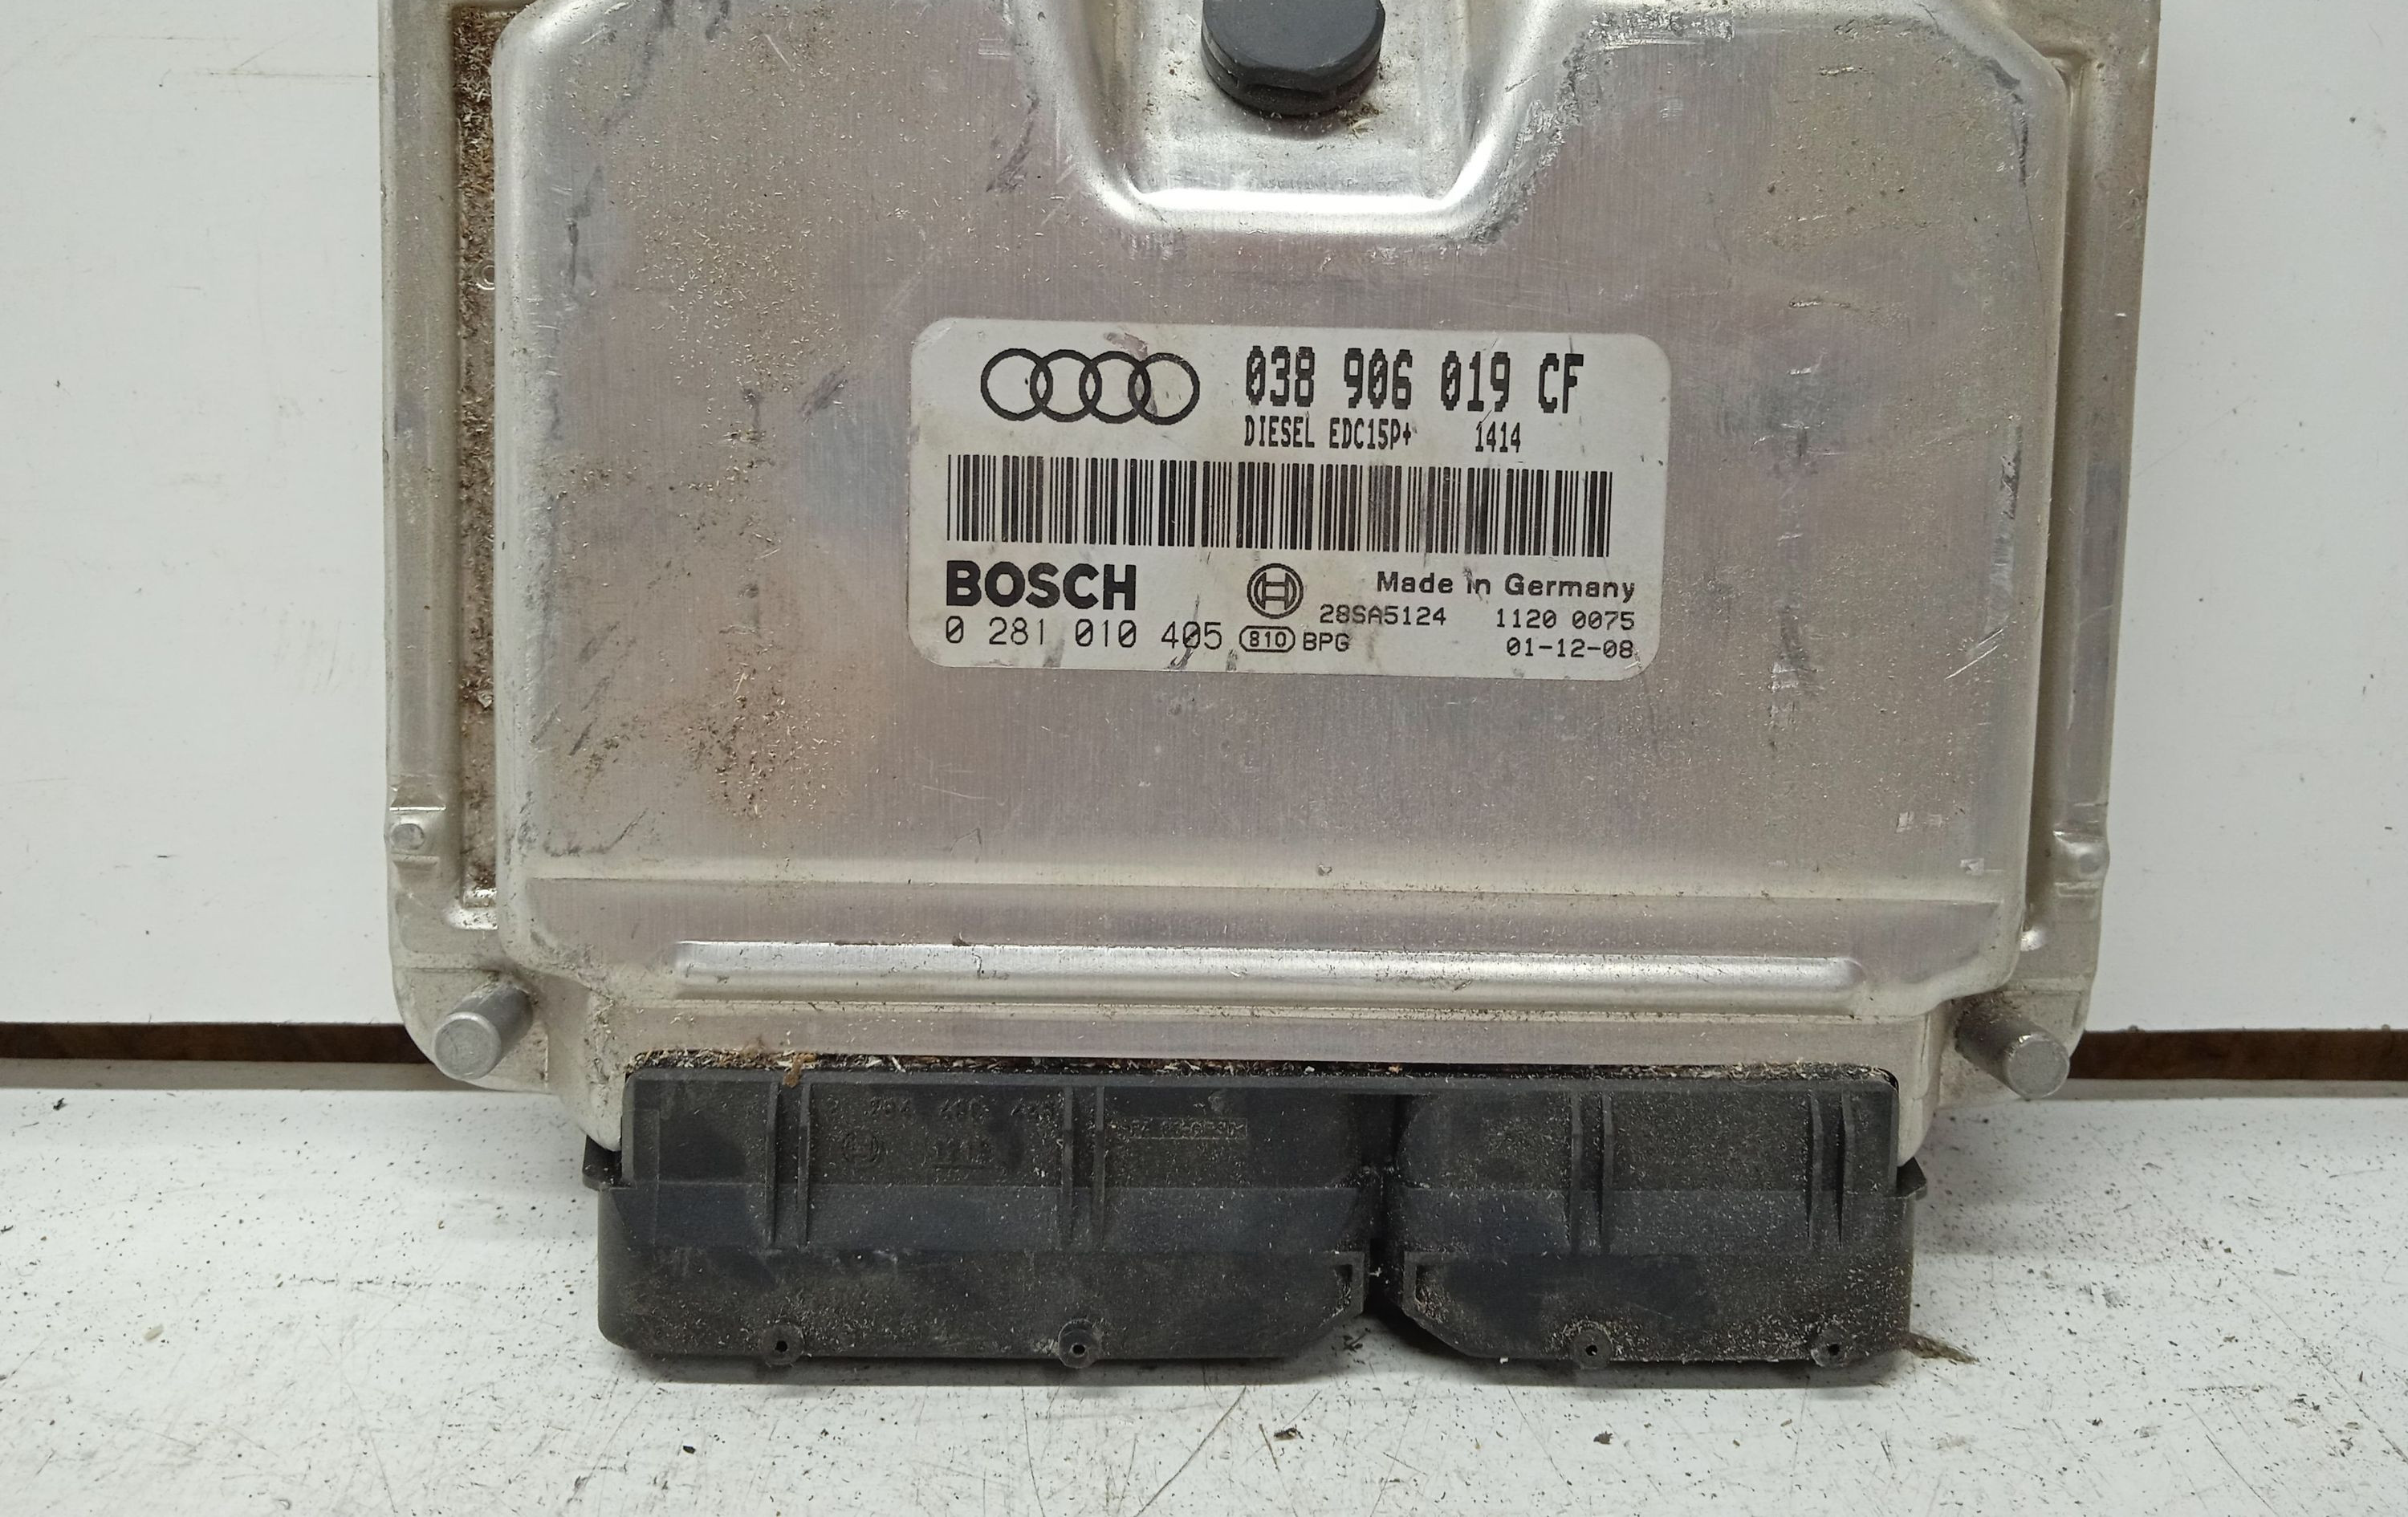 038 906 019 CF
DIESEL EDC15P+ 1414
BOSCH
Made in Germany
28SA5124 1120 0075
0 281 010 405 810 BPG 01-12-08